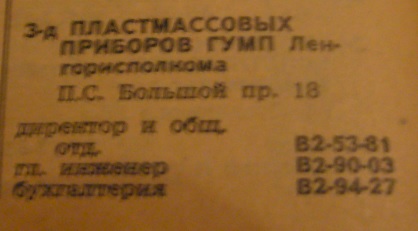 З-д ПЛАСТМАССОВЫХ
ПРИБОРОВ ГУМП Лен-
горисполкома
П.С. Большой пр. 18
директор и общ.
отд. В2-53-81
гл. инженер В2-90-03
бухгалтерия В2-94-27